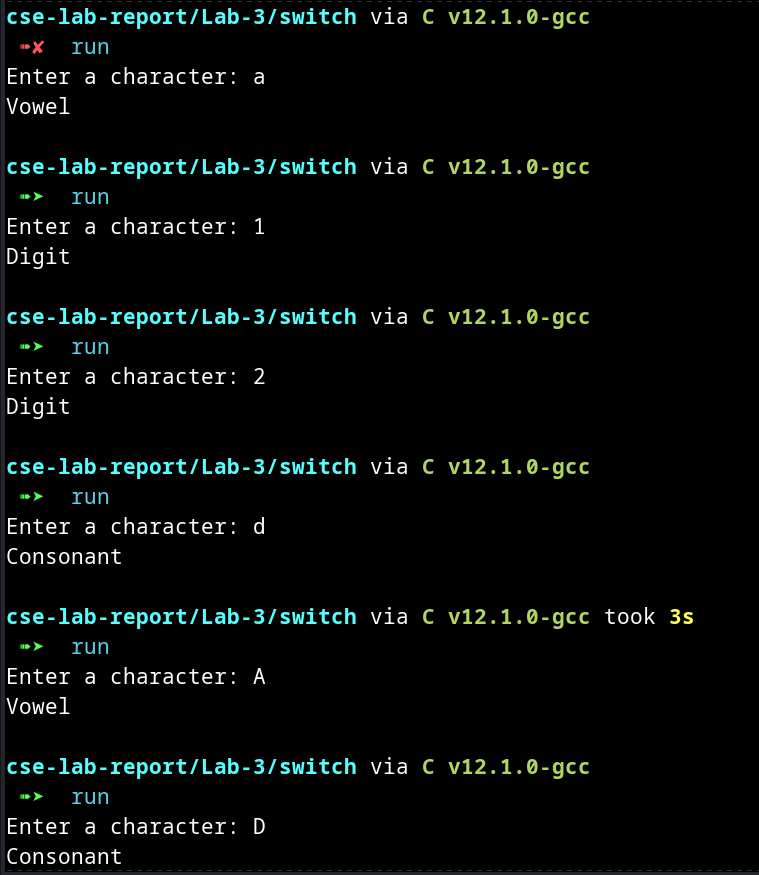 cse-lab-report/Lab-3/switch via C v12.1.0-gcc
➠✘ run
Enter a character: a
Vowel
cse-lab-report/Lab-3/switch via C v12.1.0-gcc
➠➤ run
Enter a character: 1
Digit
cse-lab-report/Lab-3/switch via C v12.1.0-gcc
➠➤ run
Enter a character: 2
Digit
cse-lab-report/Lab-3/switch via C v12.1.0-gcc
➠➤ run
Enter a character: d
Consonant
cse-lab-report/Lab-3/switch via C v12.1.0-gcc took 3s
➠➤ run
Enter a character: A
Vowel
cse-lab-report/Lab-3/switch via C v12.1.0-gcc
➠➤ run
Enter a character: D
Consonant